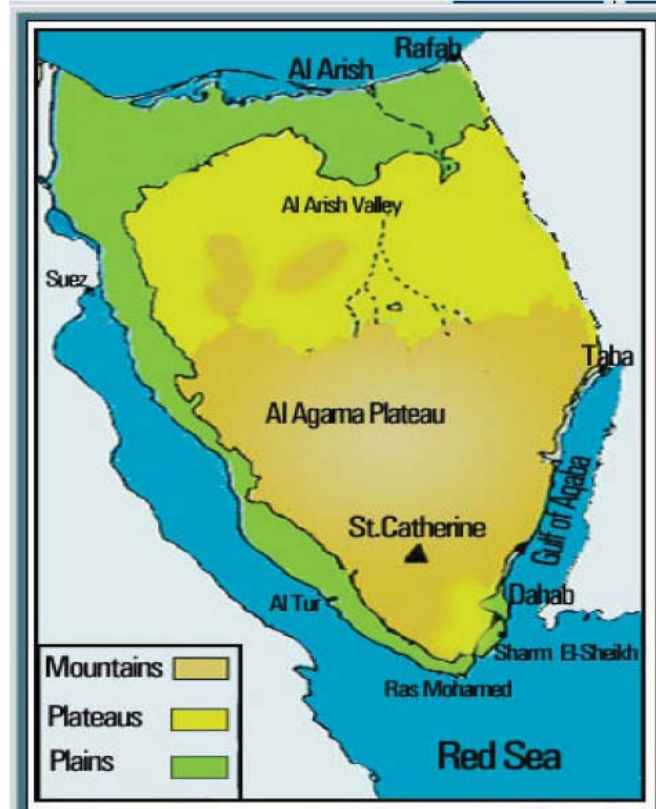 Rafab
Al Arish
Al Arish Valley
Suez
Taba
Al Agama Plateau
Gulf of Aqaba
St.Catherine
Dahab
Al Tur
Sharm El-Sheikh
Ras Mohamed
Red Sea
Mountains
Plateaus
Plains